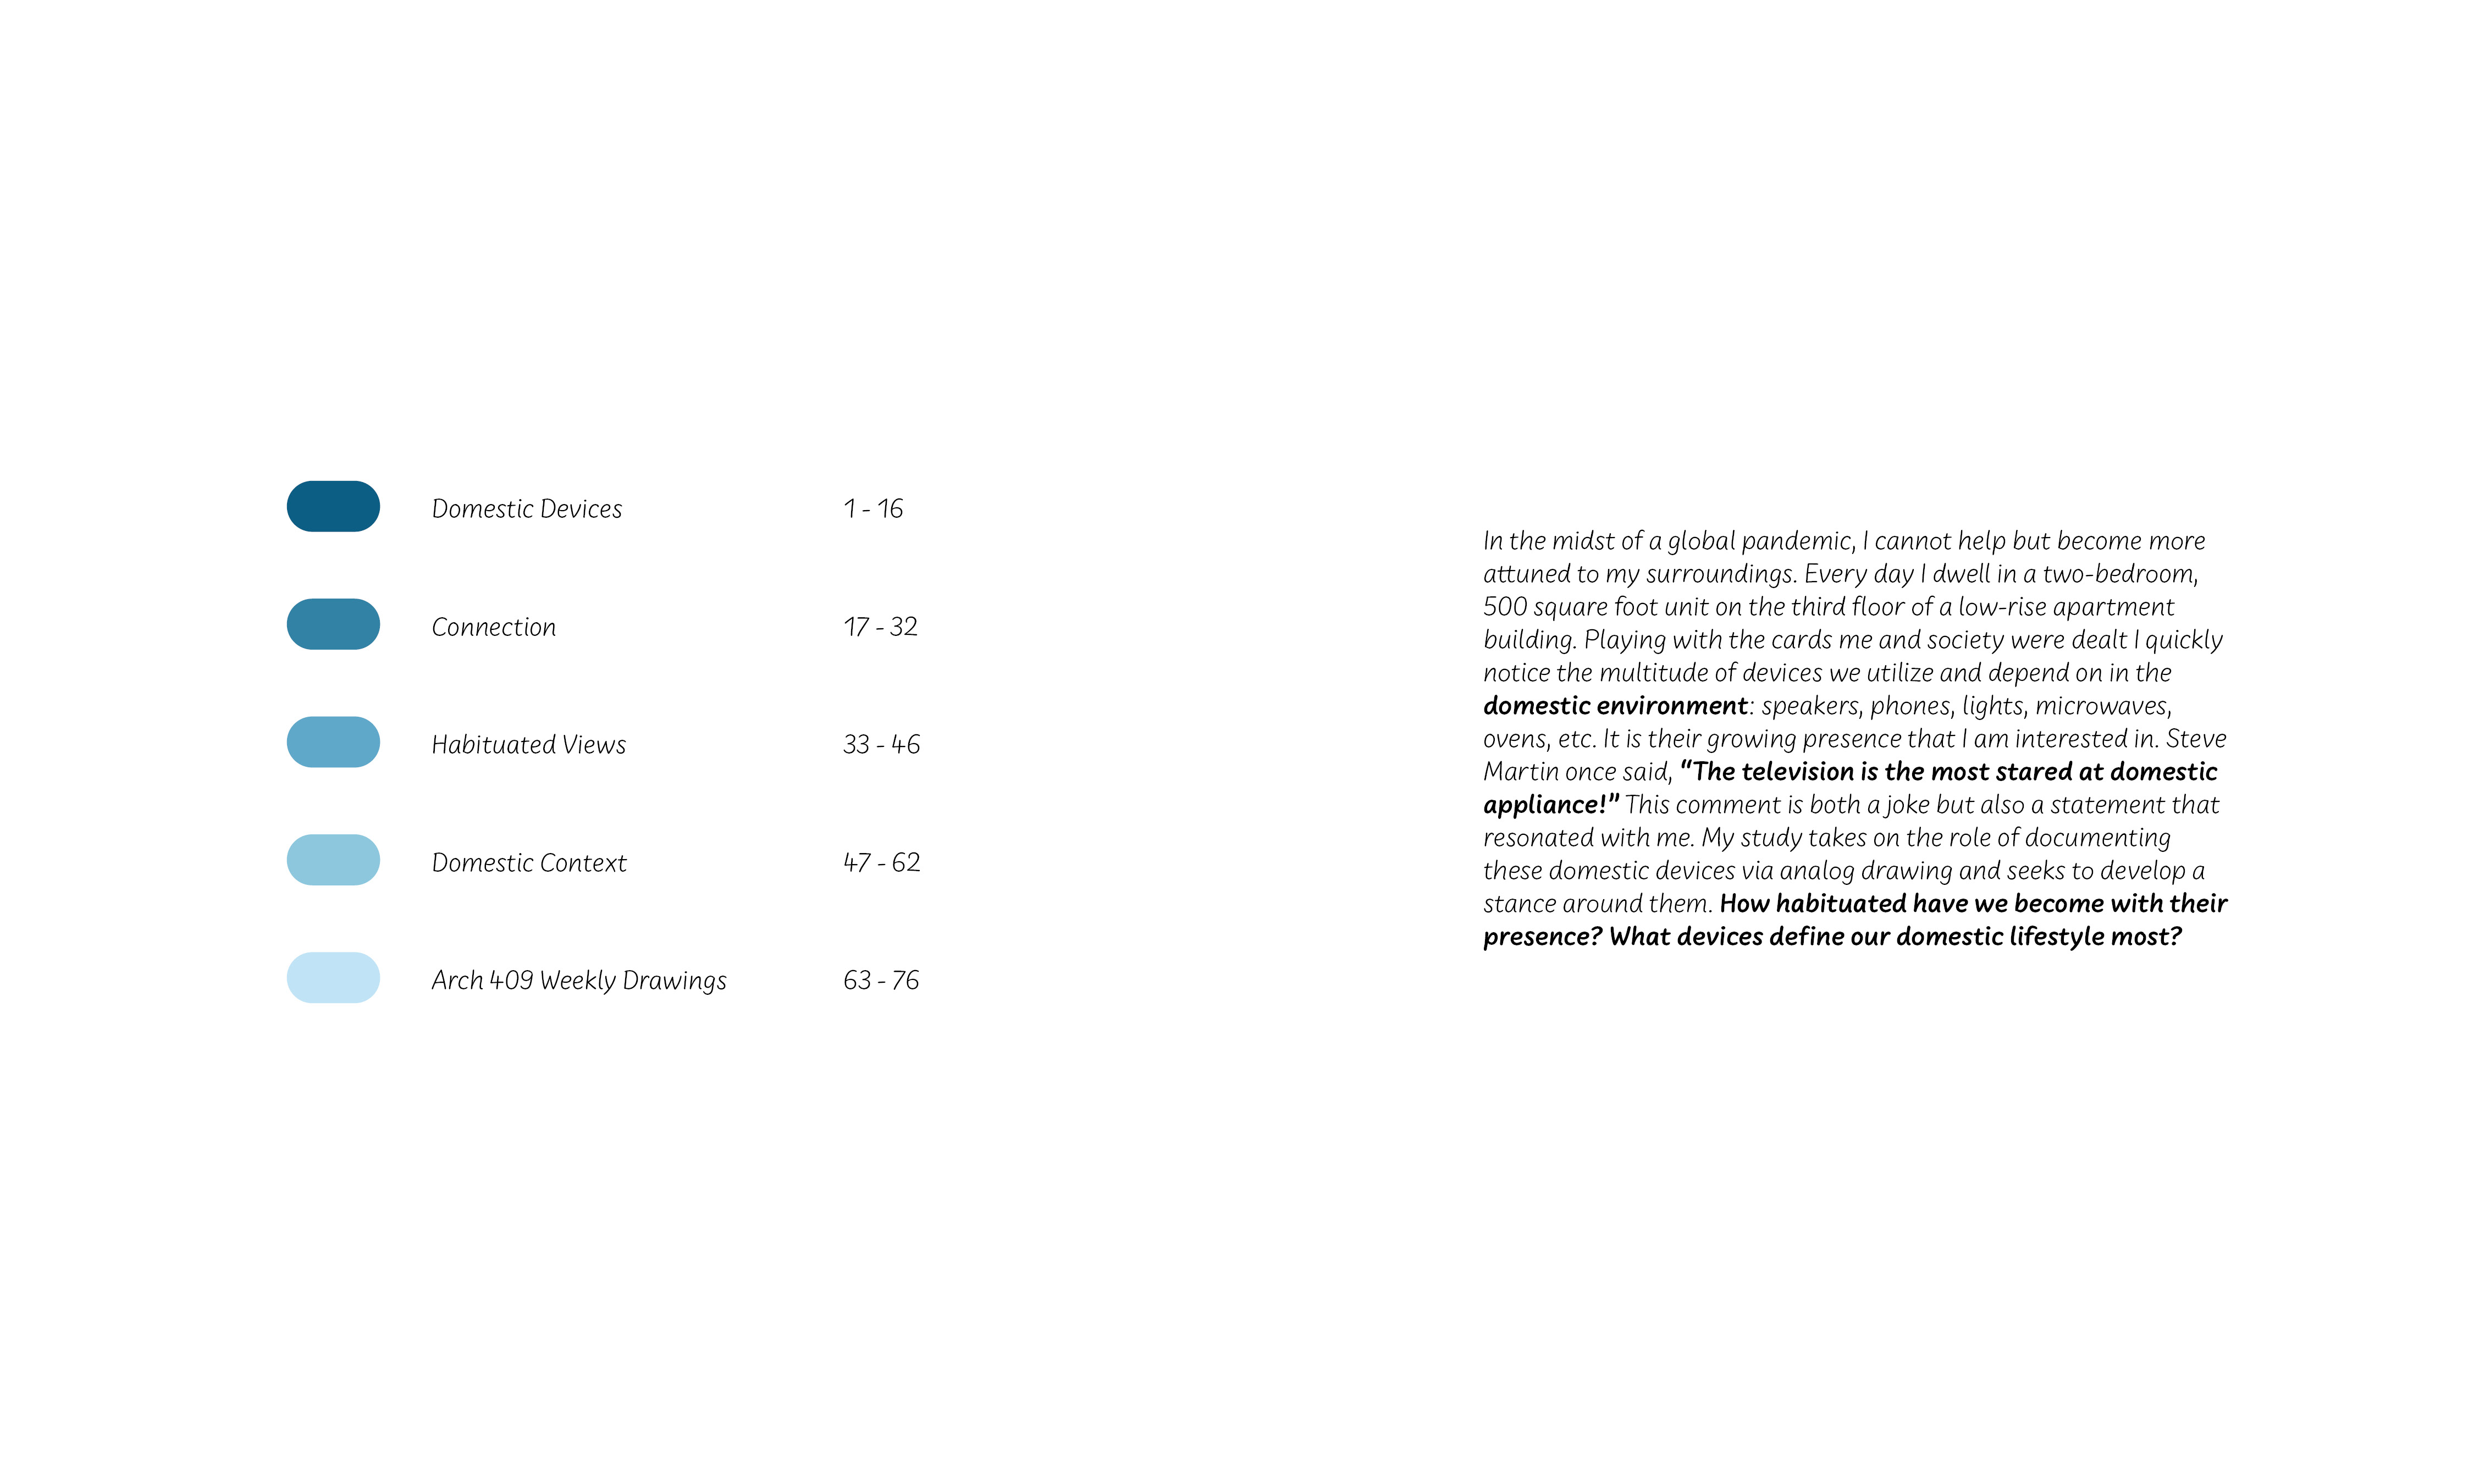 Domestic Devices 1 - 16
Connection 17 - 32
Habituated Views 33 - 46
Domestic Context 47 - 62
Arch 409 Weekly Drawings 63 - 76
In the midst of a global pandemic, I cannot help but become more
attuned to my surroundings. Every day I dwell in a two-bedroom,
500 square foot unit on the third floor of a low-rise apartment
building. Playing with the cards me and society were dealt I quickly
notice the multitude of devices we utilize and depend on in the
domestic environment: speakers, phones, lights, microwaves,
ovens, etc. It is their growing presence that I am interested in. Steve
Martin once said, “The television is the most stared at domestic
appliance!” This comment is both a joke but also a statement that
resonated with me. My study takes on the role of documenting
these domestic devices via analog drawing and seeks to develop a
stance around them. How habituated have we become with their
presence? What devices define our domestic lifestyle most?